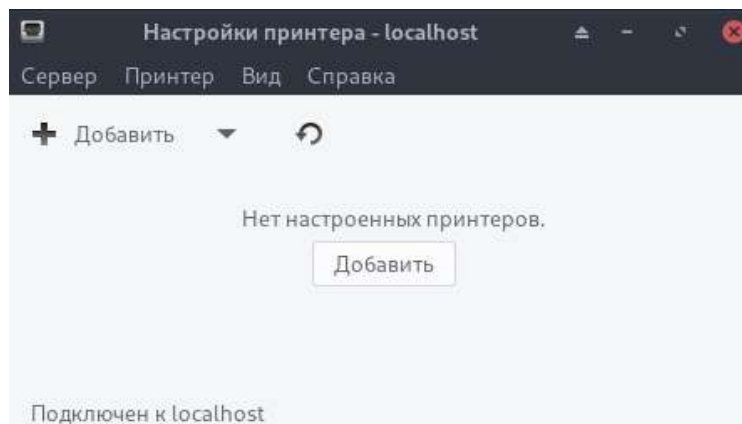 Настройки принтера - localhost
Сервер Принтер Вид Справка
Добавить
Нет настроенных принтеров.
Добавить
Подключен к localhost